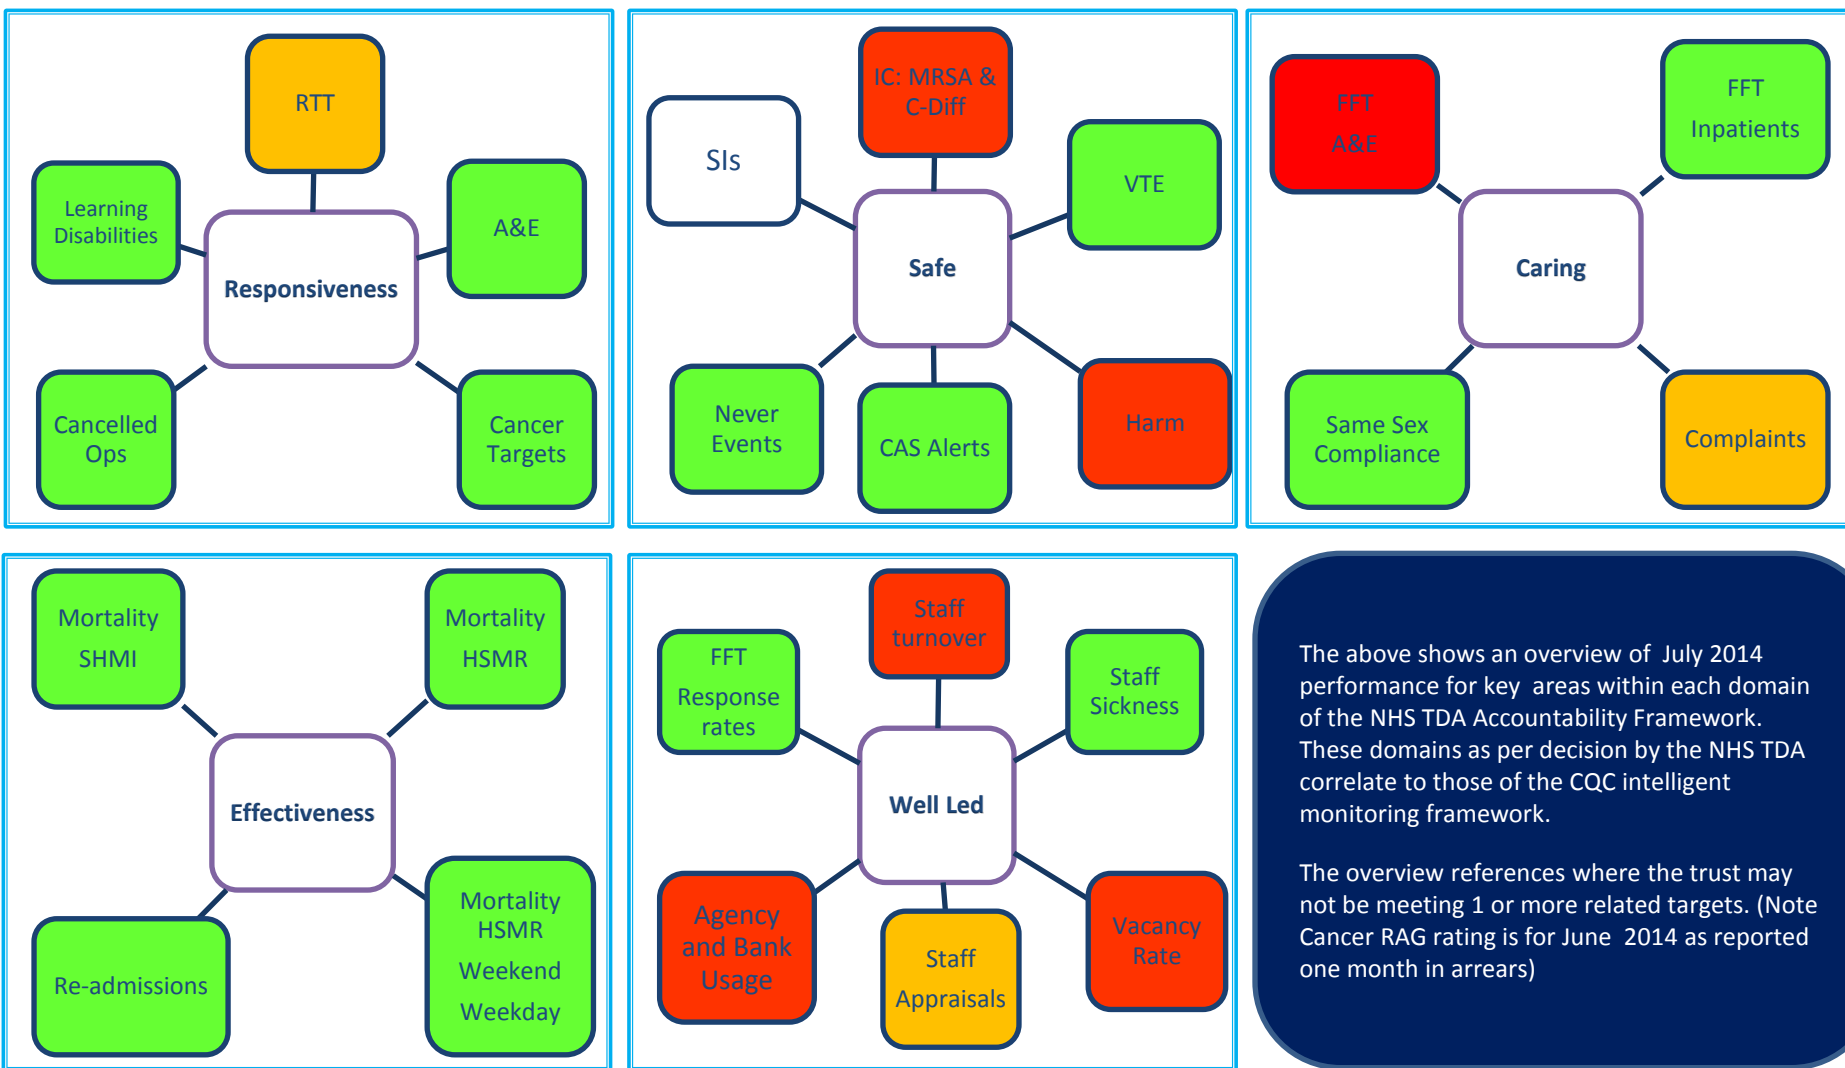 RTT
Learning
Disabilities
A&E
Responsiveness
Cancelled
Ops
Cancer
Targets
IC: MRSA &
C-Diff
SIs
VTE
Safe
Never
Events
CAS Alerts
Harm
FFT
A&E
FFT
Inpatients
Caring
Same Sex
Compliance
Complaints
Mortality
SHMI
Mortality
HSMR
Effectiveness
Re-admissions
Mortality
HSMR
Weekend
Weekday
Staff
turnover
FFT
Response
rates
Staff
Sickness
Well Led
Agency
and Bank
Usage
Staff
Appraisals
Vacancy
Rate
The above shows an overview of  July 2014
performance for key  areas within each domain
of the NHS TDA Accountability Framework.
These domains as per decision by the NHS TDA
correlate to those of the CQC intelligent
monitoring framework.
The overview references where the trust may
not be meeting 1 or more related targets. (Note
Cancer RAG rating is for June  2014 as reported
one month in arrears)